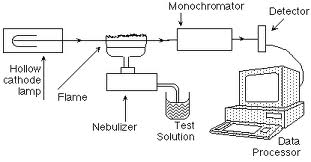 Monochromator
Detector
Hollow
cathode
lamp
Flame
Nebulizer
Test
Solution
Data
Processor